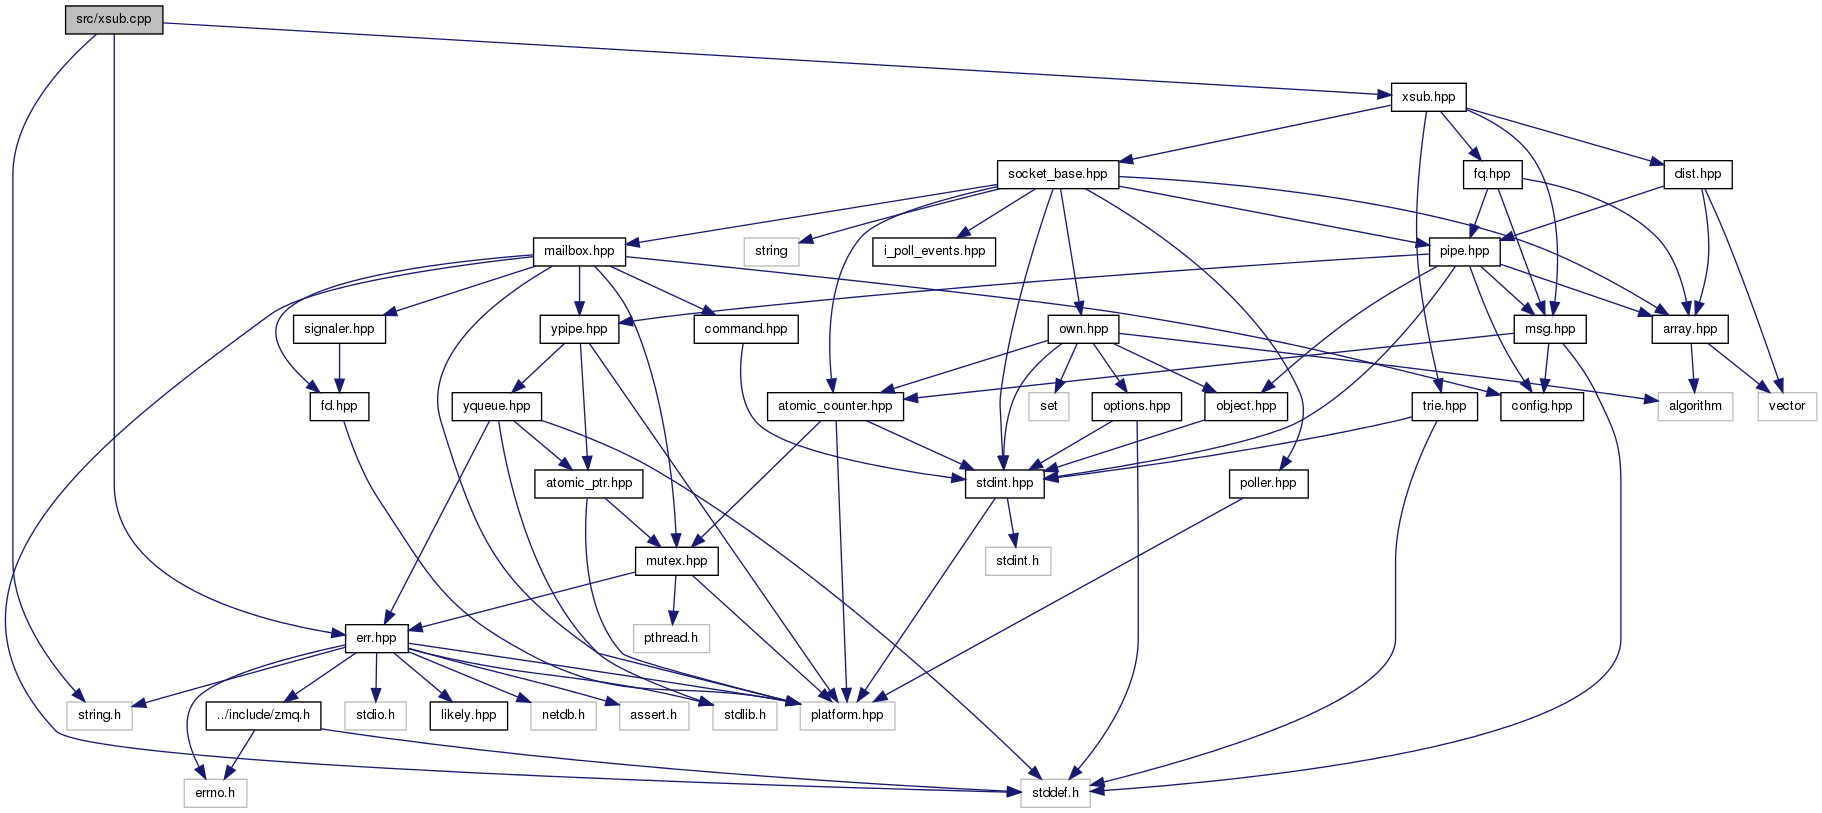 src/xsub.cpp
xsub.hpp
socket_base.hpp
fq.hpp
dist.hpp
mailbox.hpp
string
i_poll_events.hpp
pipe.hpp
signaler.hpp
ypipe.hpp
command.hpp
own.hpp
msg.hpp
array.hpp
fd.hpp
yqueue.hpp
atomic_counter.hpp
set
options.hpp
object.hpp
trie.hpp
config.hpp
algorithm
vector
atomic_ptr.hpp
stdint.hpp
poller.hpp
mutex.hpp
stdint.h
err.hpp
pthread.h
string.h
../include/zmq.h
stdio.h
likely.hpp
netdb.h
assert.h
stdlib.h
platform.hpp
errno.h
stddef.h